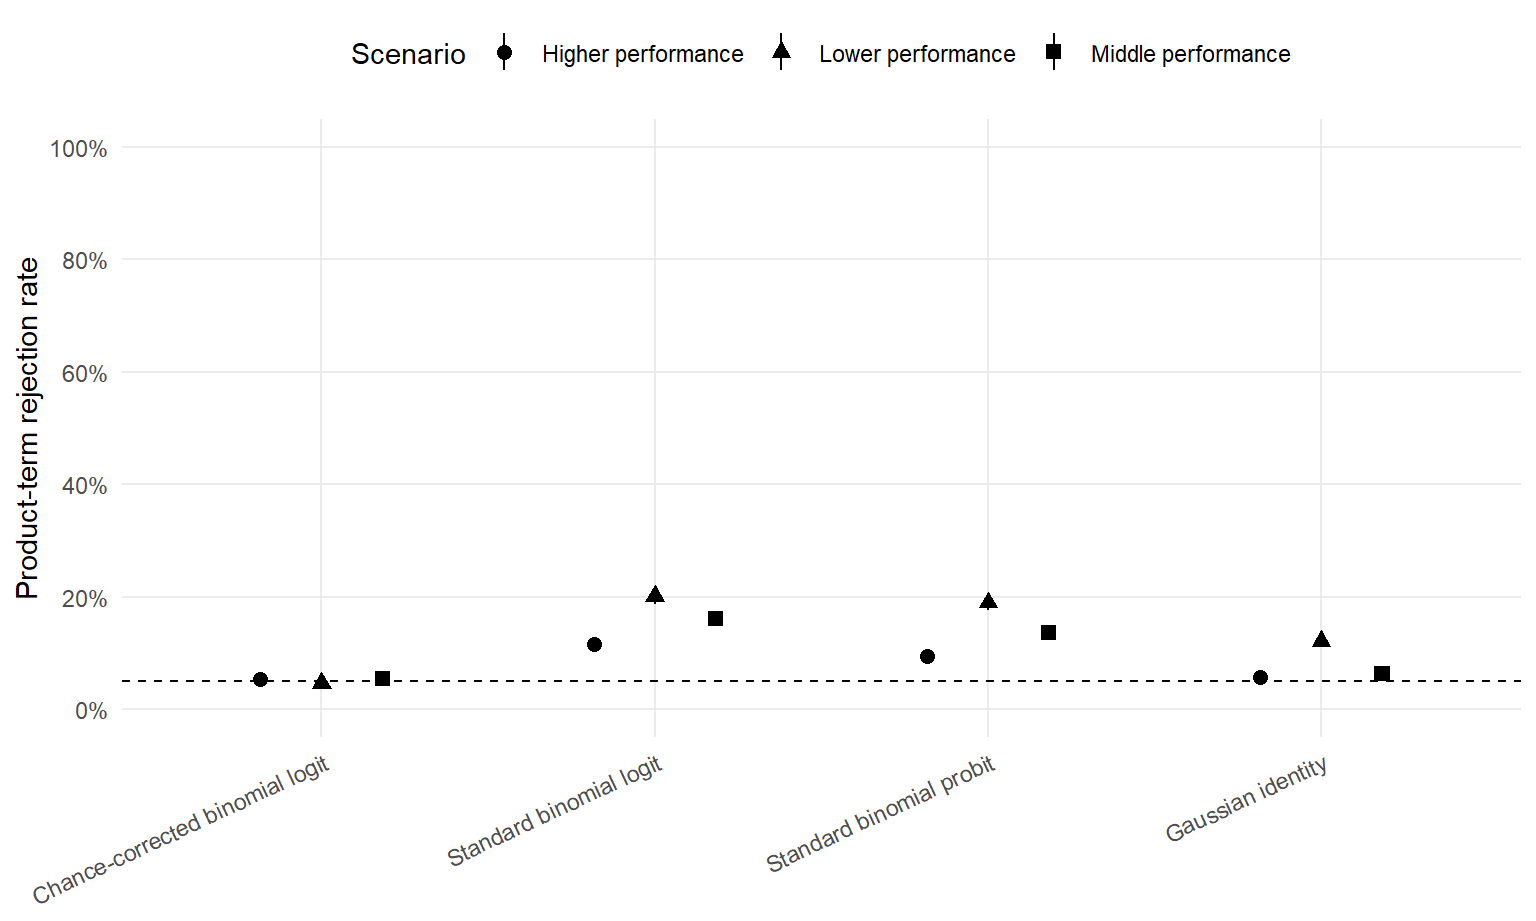 Scenario Higher performance Lower performance Middle performance
Product-term rejection rate
100%
80%
60%
40%
20%
0%
Chance-corrected binomial logit
Standard binomial logit
Standard binomial probit
Gaussian identity